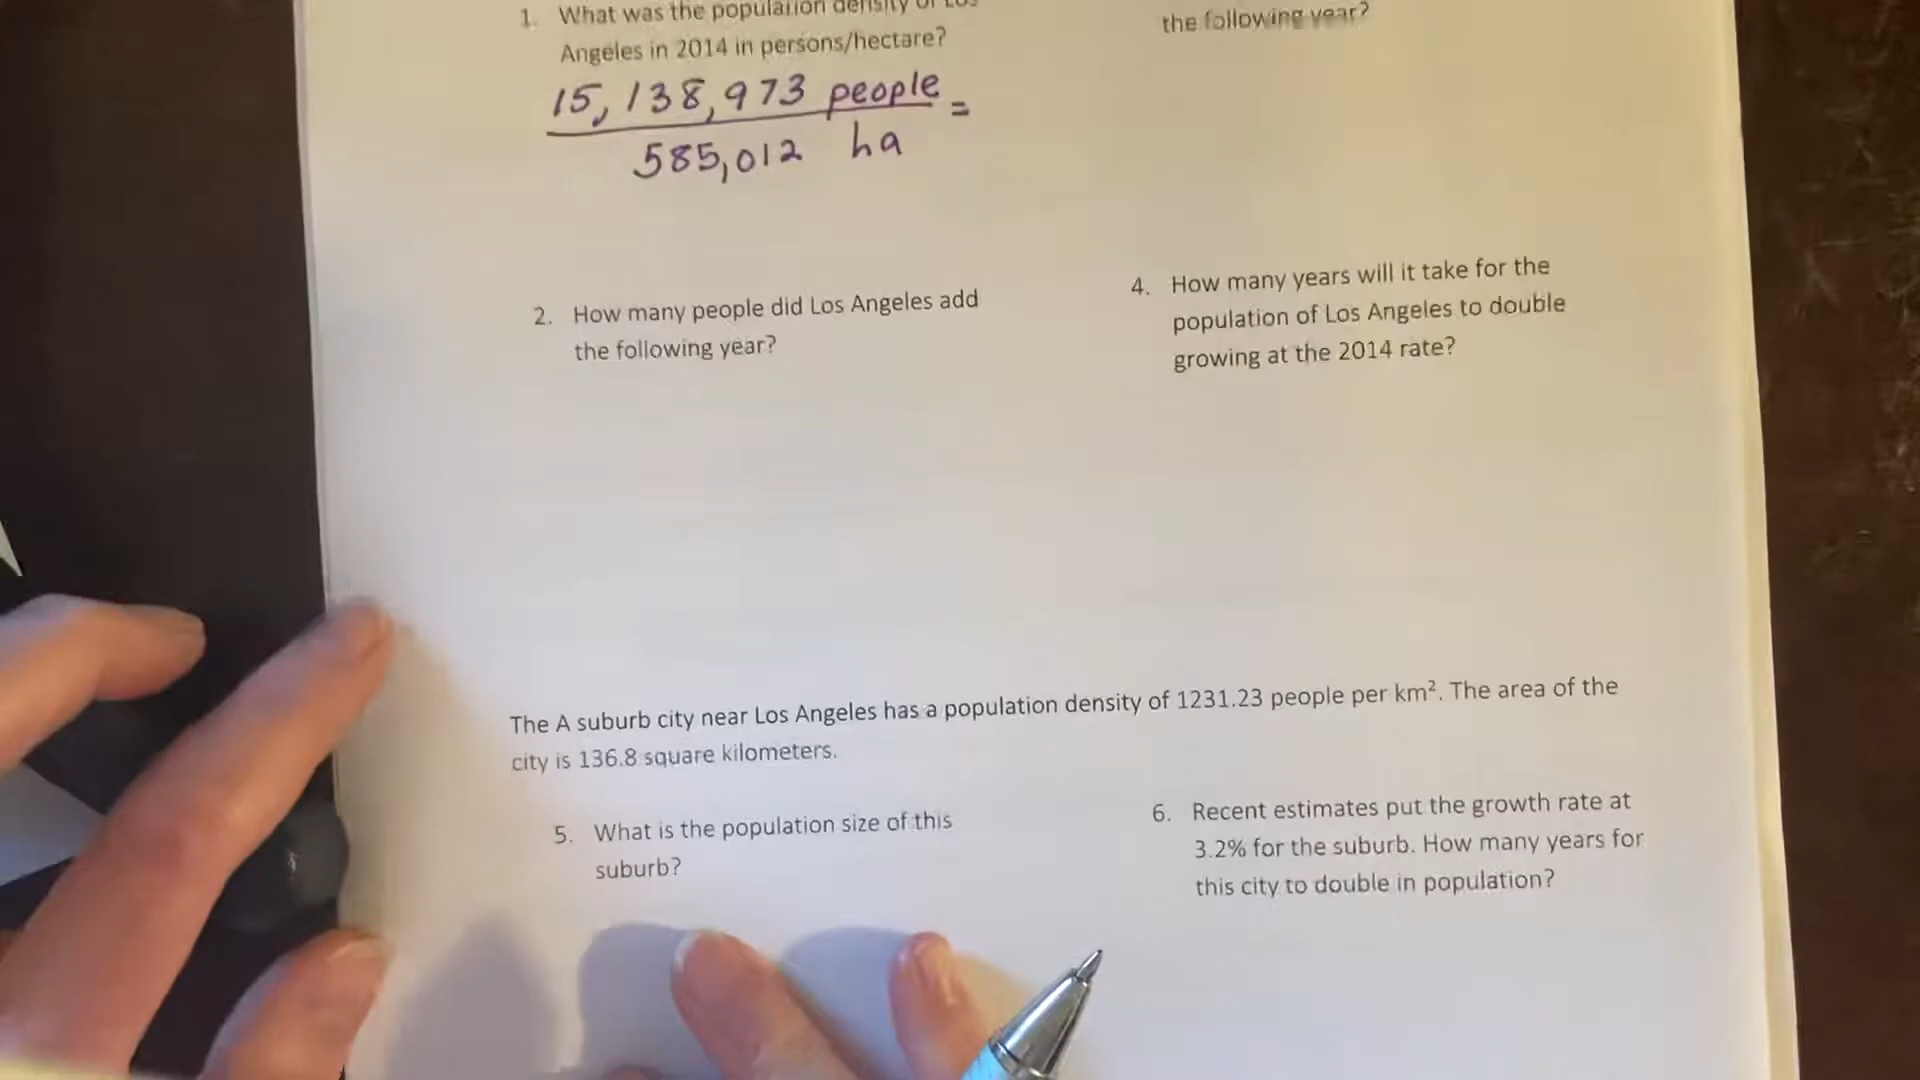 1. What was the population density of Los
Angeles in 2014 in persons/hectare?
15,138,973 people =
585,012 ha
2. How many people did Los Angeles add
the following year?
the following year?
4. How many years will it take for the
population of Los Angeles to double
growing at the 2014 rate?
The A suburb city near Los Angeles has a population density of 1231.23 people per km². The area of the
city is 136.8 square kilometers.
5. What is the population size of this
suburb?
6. Recent estimates put the growth rate at
3.2% for the suburb. How many years for
this city to double in population?